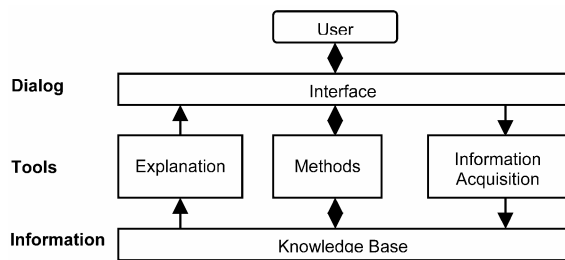 User
Dialog
Interface
Tools
Explanation
Methods
Information
Acquisition
Information
Knowledge Base